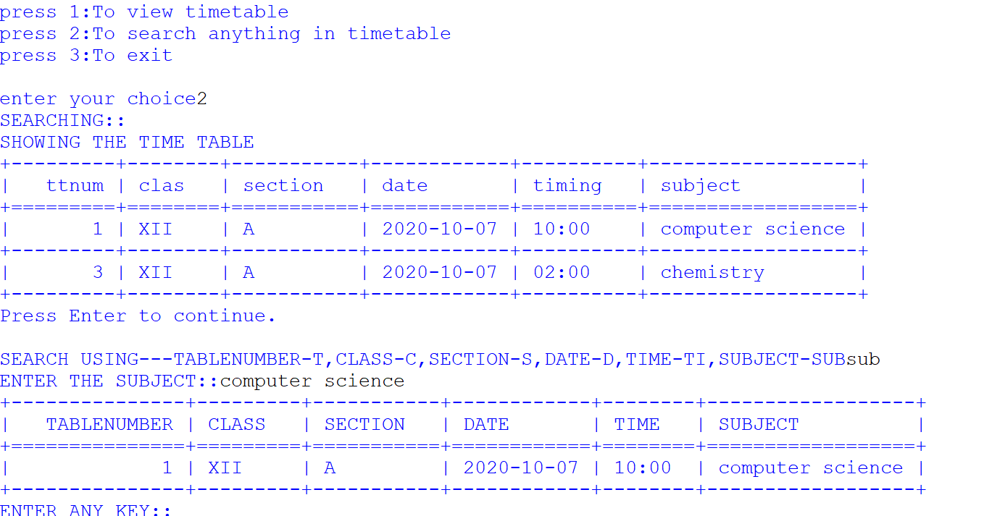 press 1:To view timetable
press 2:To search anything in timetable
press 3:To exit
enter your choice2
SEARCHING::
SHOWING THE TIME TABLE
+---------+--------+-----------+------------+----------+------------------+
|   ttnum | clas   | section   | date       | timing   | subject          |
+=========+========+===========+============+==========+==================+
|       1 | XII    | A         | 2020-10-07 | 10:00    | computer science |
+---------+--------+-----------+------------+----------+------------------+
|       3 | XII    | A         | 2020-10-07 | 02:00    | chemistry        |
+---------+--------+-----------+------------+----------+------------------+
Press Enter to continue.
SEARCH USING---TABLENUMBER-T,CLASS-C,SECTION-S,DATE-D,TIME-TI,SUBJECT-SUBsub
ENTER THE SUBJECT::computer science
+---------------+---------+-----------+------------+--------+------------------+
|   TABLENUMBER | CLASS   | SECTION   | DATE       | TIME   | SUBJECT          |
+===============+=========+===========+============+========+==================+
|             1 | XII     | A         | 2020-10-07 | 10:00  | computer science |
+---------------+---------+-----------+------------+--------+------------------+
ENTER ANY KEY::